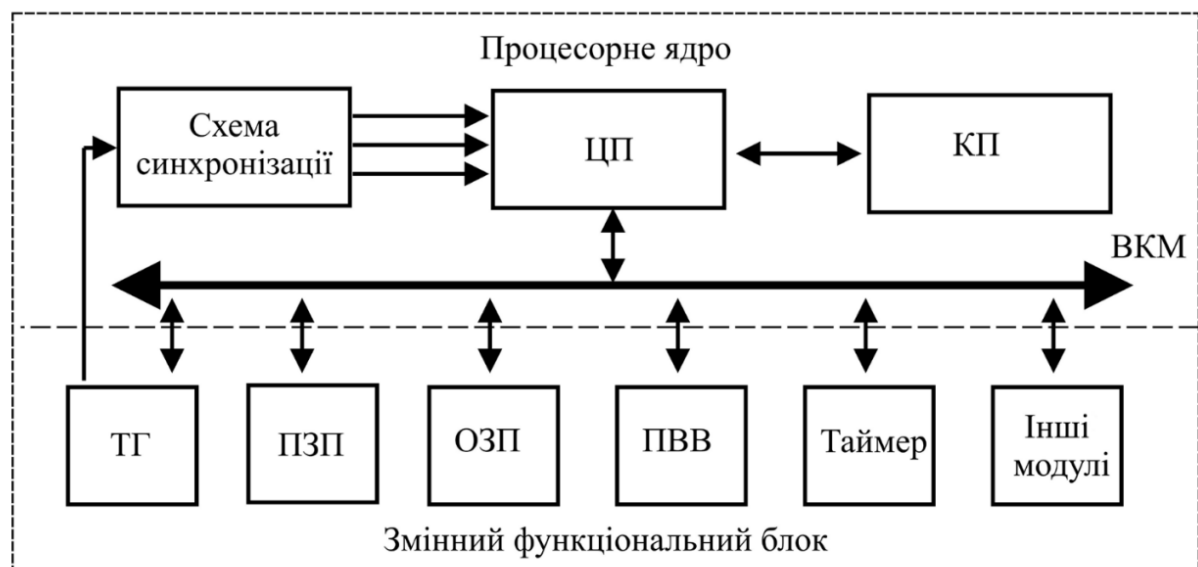 Процесорне ядро
Схема
синхронізації
ЦП
КП
ВКМ
ТГ
ПЗП
ОЗП
ПВВ
Таймер
Інші
модулі
Змінний функціональний блок